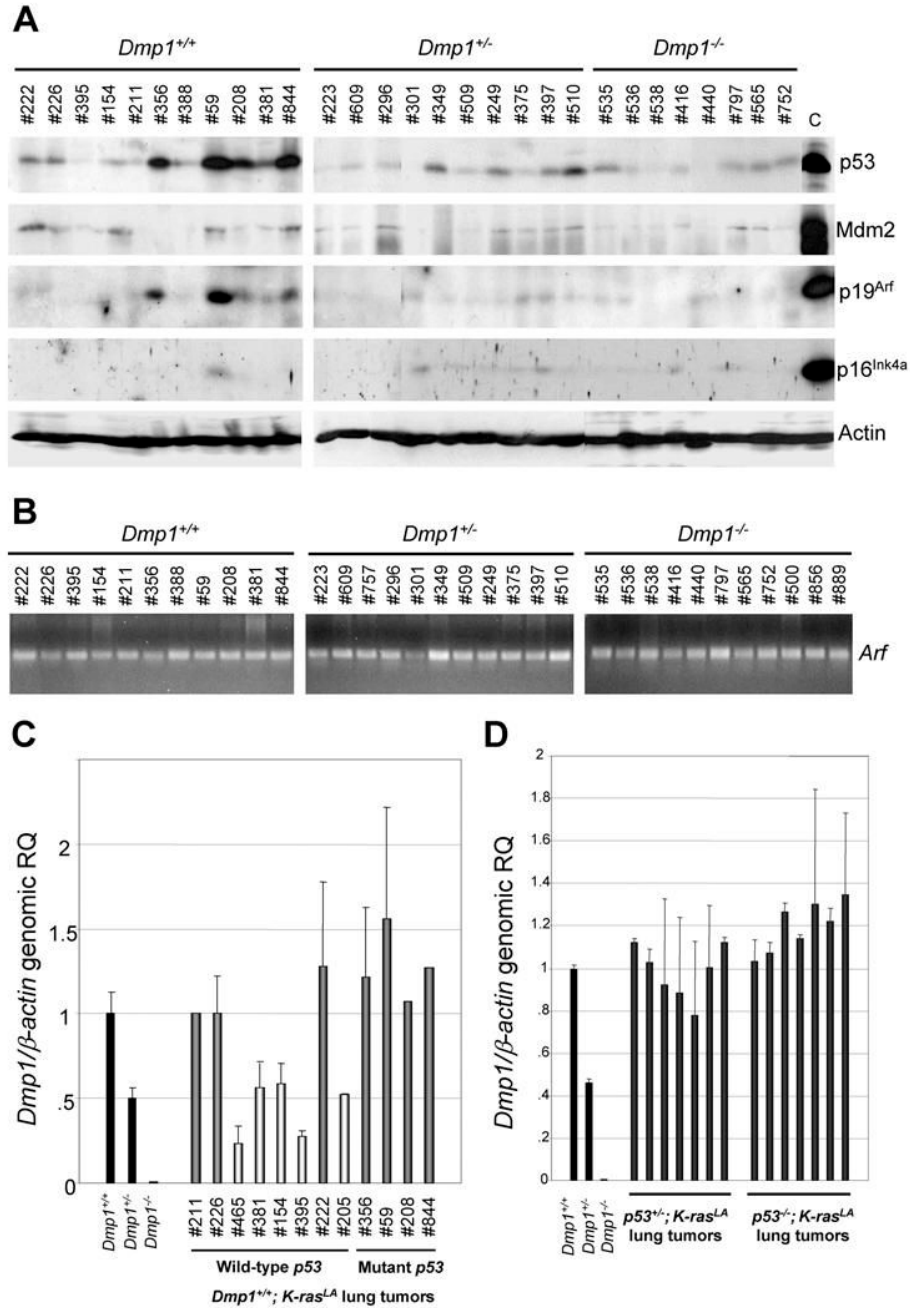 A
Dmp1+/+ Dmp1+/- Dmp1-/-
#222 #226 #395 #154 #211 #356 #388 #59 #208 #381 #844 #223 #609 #296 #301 #349 #509 #249 #375 #397 #510 #535 #536 #538 #416 #440 #797 #565 #752 C
p53
Mdm2
p19Arf
p16Ink4a
Actin
B
Dmp1+/+ Dmp1+/- Dmp1-/-
#222 #226 #395 #154 #211 #356 #388 #59 #208 #381 #844 #223 #609 #757 #296 #301 #349 #509 #249 #375 #397 #510 #535 #536 #538 #416 #440 #797 #565 #752 #500 #856 #889
Arf
C
Dmp1/β-actin genomic RQ
2
1.5
1
.5
0
Dmp1+/+ Dmp1+/- Dmp1-/- #211 #226 #465 #381 #154 #395 #222 #205 #356 #59 #208 #844
Wild-type p53 Mutant p53
Dmp1+/+; K-rasLA lung tumors
D
Dmp1/β-actin genomic RQ
2
1.8
1.6
1.4
1.2
1
.8
.6
.4
.2
0
Dmp1+/+ Dmp1+/- Dmp1-/-
p53+/-; K-rasLA lung tumors
p53-/-; K-rasLA lung tumors